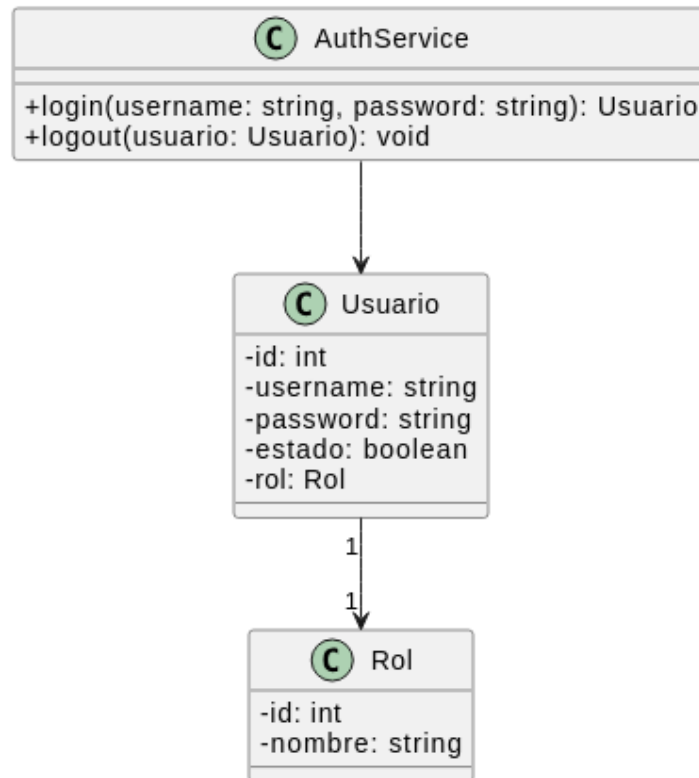 C AuthService
+login(username: string, password: string): Usuario
+logout(usuario: Usuario): void
C Usuario
-id: int
-username: string
-password: string
-estado: boolean
-rol: Rol
1
1
C Rol
-id: int
-nombre: string